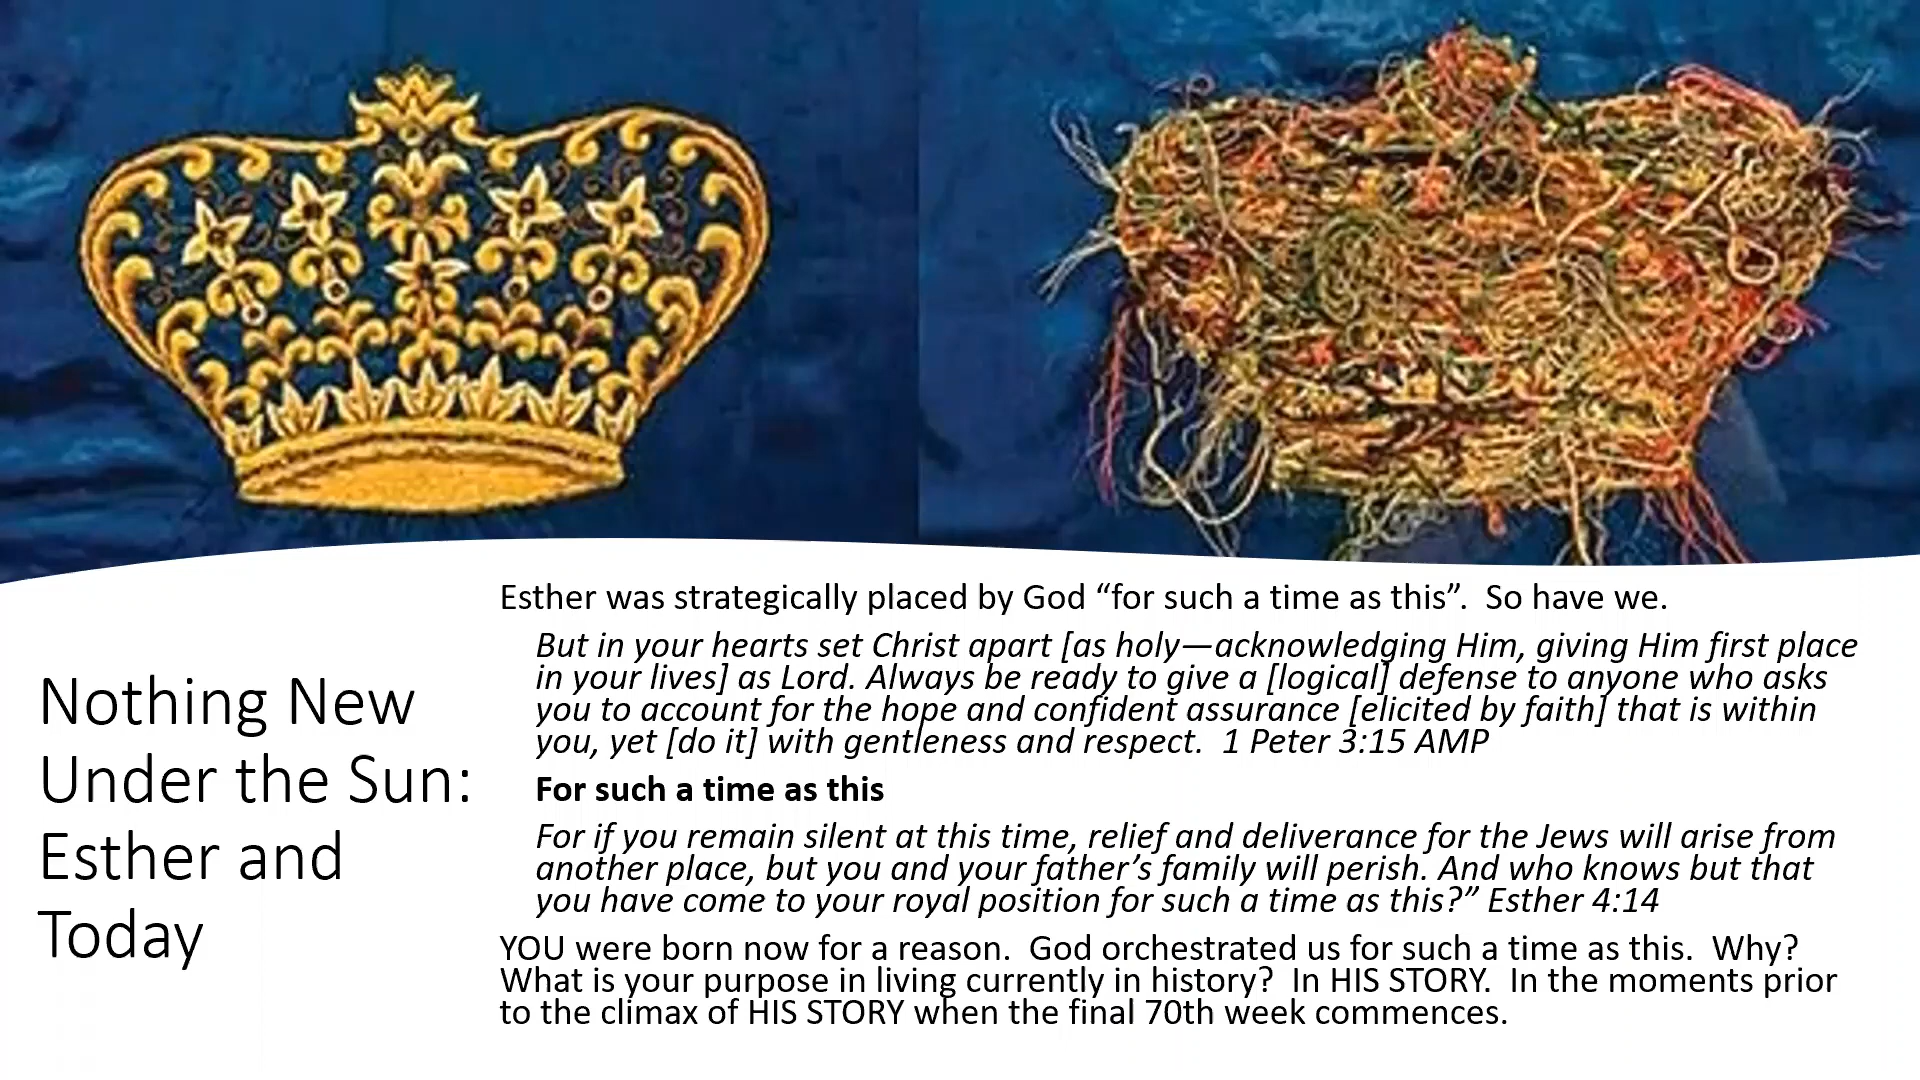 Nothing New
Under the Sun:
Esther and
Today
Esther was strategically placed by God “for such a time as this”.  So have we.
But in your hearts set Christ apart [as holy—acknowledging Him, giving Him first place
in your lives] as Lord. Always be ready to give a [logical] defense to anyone who asks
you to account for the hope and confident assurance [elicited by faith] that is within
you, yet [do it] with gentleness and respect.  1 Peter 3:15 AMP
For such a time as this
For if you remain silent at this time, relief and deliverance for the Jews will arise from
another place, but you and your father’s family will perish. And who knows but that
you have come to your royal position for such a time as this?” Esther 4:14
YOU were born now for a reason.  God orchestrated us for such a time as this.  Why?
What is your purpose in living currently in history?  In HIS STORY.  In the moments prior
to the climax of HIS STORY when the final 70th week commences.